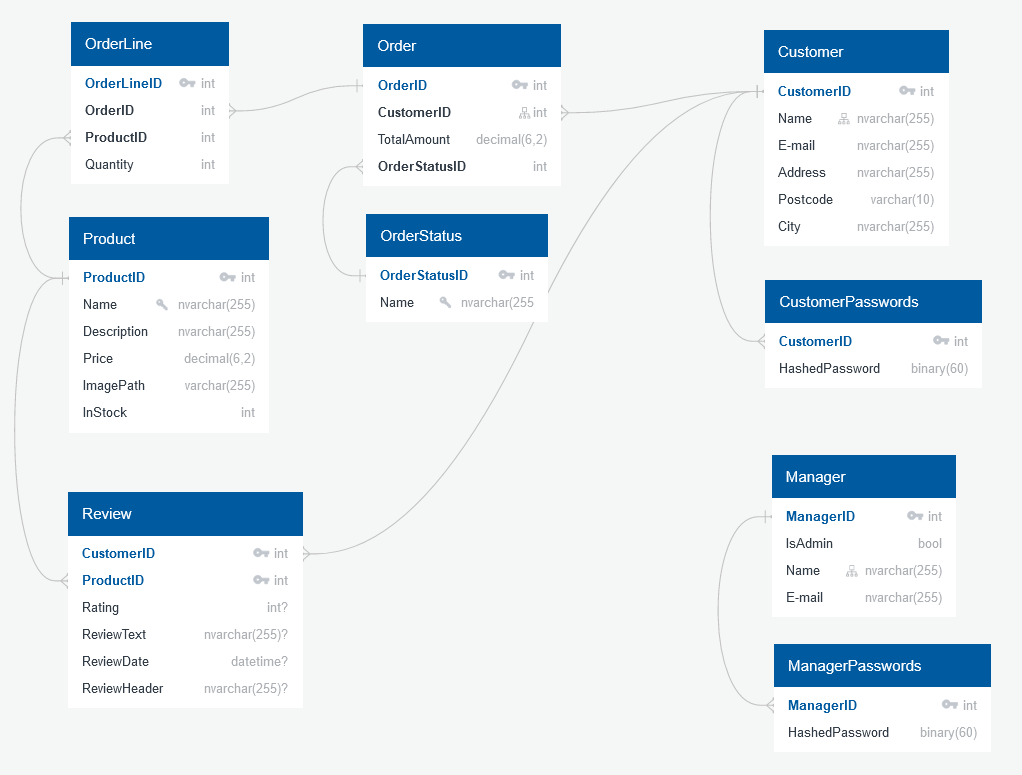 OrderLine
OrderLineID int
OrderID int
ProductID int
Quantity int
Order
OrderID int
CustomerID int
TotalAmount decimal(6,2)
OrderStatusID int
Customer
CustomerID int
Name nvarchar(255)
E-mail nvarchar(255)
Address nvarchar(255)
Postcode varchar(10)
City nvarchar(255)
Product
ProductID int
Name nvarchar(255)
Description nvarchar(255)
Price decimal(6,2)
ImagePath varchar(255)
InStock int
OrderStatus
OrderStatusID int
Name nvarchar(255
CustomerPasswords
CustomerID int
HashedPassword binary(60)
Review
CustomerID int
ProductID int
Rating int?
ReviewText nvarchar(255)?
ReviewDate datetime?
ReviewHeader nvarchar(255)?
Manager
ManagerID int
IsAdmin bool
Name nvarchar(255)
E-mail nvarchar(255)
ManagerPasswords
ManagerID int
HashedPassword binary(60)